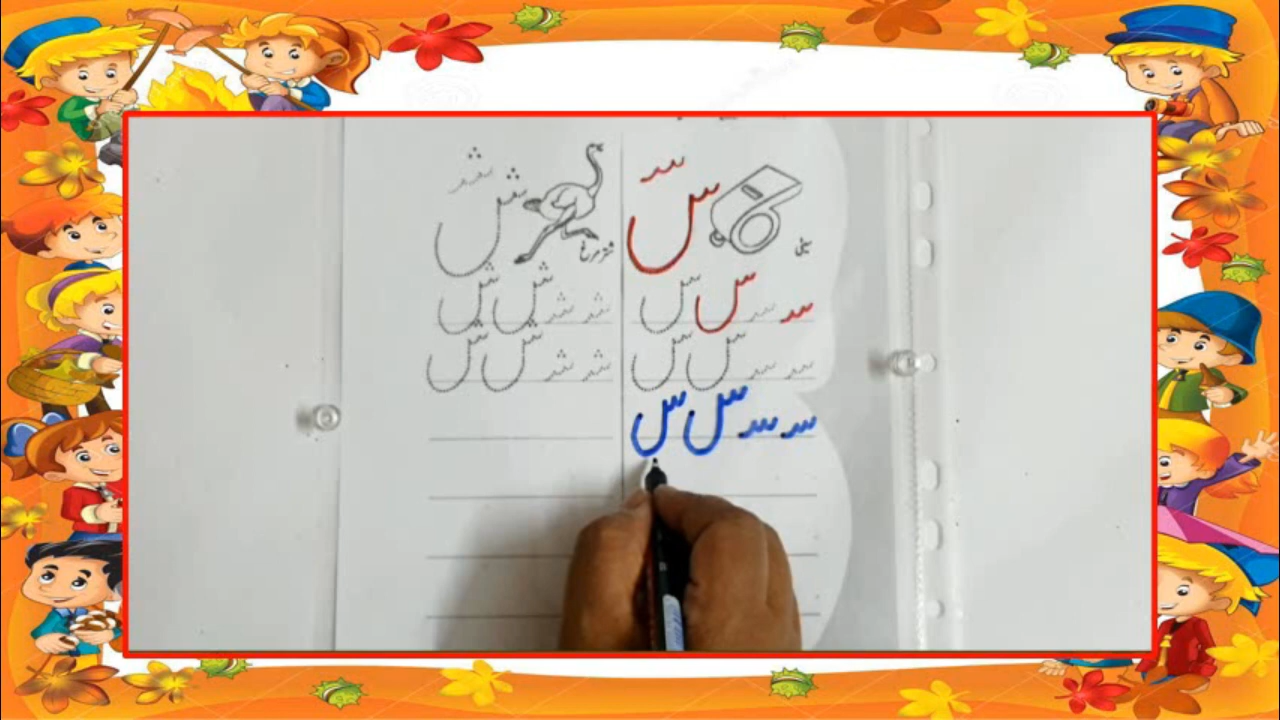 سـ
س
سیٹی
سـ سـ س س
سـ سـ س س
سـ سـ س س
شـ
ش
شتر مرغ
شـ شـ ش ش
شـ شـ ش ش